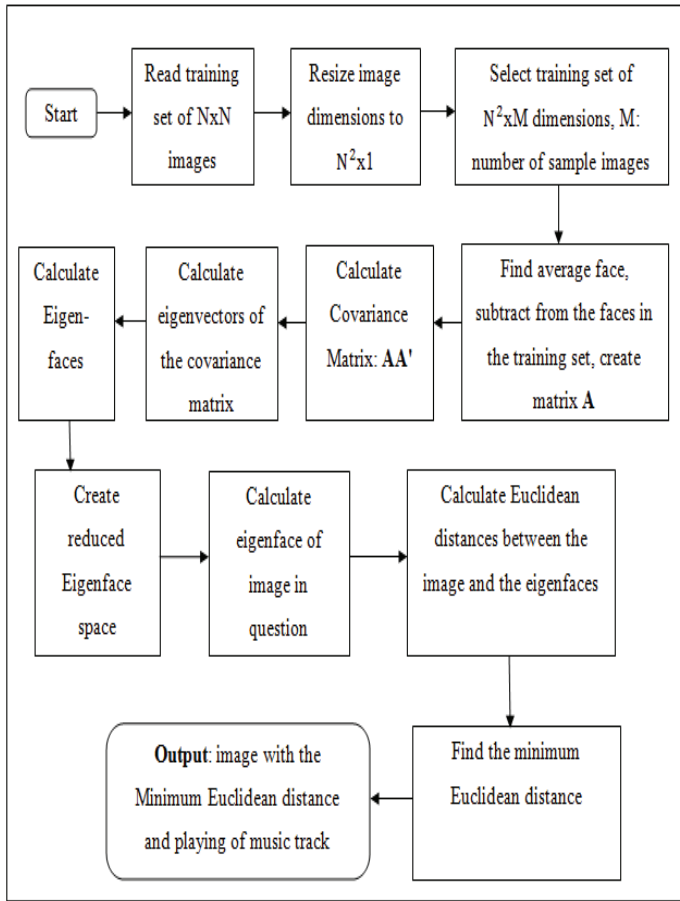 Start
Read training
set of NxN
images
Resize image
dimensions to
N²x1
Select training set of
N²xM dimensions, M:
number of sample images
Find average face,
subtract from the faces in
the training set, create
matrix A
Calculate
Covariance
Matrix: AA'
Calculate
eigenvectors of
the covariance
matrix
Calculate
Eigen-
faces
Create
reduced
Eigenface
space
Calculate
eigenface of
image in
question
Calculate Euclidean
distances between the
image and the eigenfaces
Find the minimum
Euclidean distance
Output: image with the
Minimum Euclidean distance
and playing of music track